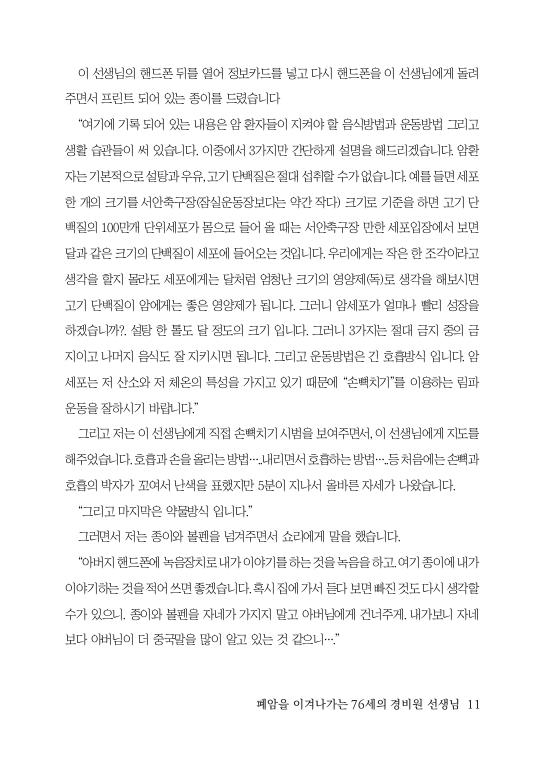 이 선생님의 핸드폰 뒤를 열어 정보카드를 넣고 다시 핸드폰을 이 선생님에게 돌려
주면서 프린트 되어 있는 종이를 드렸습니다
“여기에 기록 되어 있는 내용은 암 환자들이 지켜야 할 음식방법과 운동방법 그리고
생활 습관들이 써 있습니다. 이중에서 3가지만 간단하게 설명을 해드리겠습니다. 암환
자는 기본적으로 설탕과 우유, 고기 단백질은 절대 섭취할 수가 없습니다. 예를 들면 세포
한 개의 크기를 서안축구장(잠실운동장보다는 약간 작다) 크기로 기준을 하면 고기 단
백질의 100만개 단위세포가 몸으로 들어 올 때는 서안축구장 만한 세포입장에서 보면
달과 같은 크기의 단백질이 세포에 들어오는 것입니다. 우리에게는 작은 한 조각이라고
생각을 할지 몰라도 세포에게는 달처럼 엄청난 크기의 영양제(독)로 생각을 해보시면
고기 단백질이 암에게는 좋은 영양제가 됩니다. 그러니 암세포가 얼마나 빨리 성장을
하겠습니까?. 설탕 한 톨도 달 정도의 크기 입니다. 그러니 3가지는 절대 금지 중의 금
지이고 나머지 음식도 잘 지키시면 됩니다. 그리고 운동방법은 긴 호흡방식 입니다. 암
세포는 저 산소와 저 체온의 특성을 가지고 있기 때문에 “손뼉치기”를 이용하는 림파
운동을 잘하시기 바랍니다.”
그리고 저는 이 선생님에게 직접 손뼉치기 시범을 보여주면서, 이 선생님에게 지도를
해주었습니다. 호흡과 손을 올리는 방법…..내리면서 호흡하는 방법…..등 처음에는 손뼉과
호흡의 박자가 꼬여서 난색을 표했지만 5분이 지나서 올바른 자세가 나왔습니다.
“그리고 마지막은 약물방식 입니다.”
그러면서 저는 종이와 볼펜을 넘겨주면서 쇼리에게 말을 했습니다.
“아버지 핸드폰에 녹음장치로 내가 이야기를 하는 것을 녹음을 하고. 여기 종이에 내가
이야기하는 것을 적어 쓰면 좋겠습니다. 혹시 집에 가서 듣다 보면 빠진 것도 다시 생각할
수가 있으니. 종이와 볼펜을 자네가 가지지 말고 아버님에게 건너주게. 내가보니 자네
보다 아버님이 더 중국말을 많이 알고 있는 것 같으니….”
폐암을 이겨나가는 76세의 경비원 선생님 11